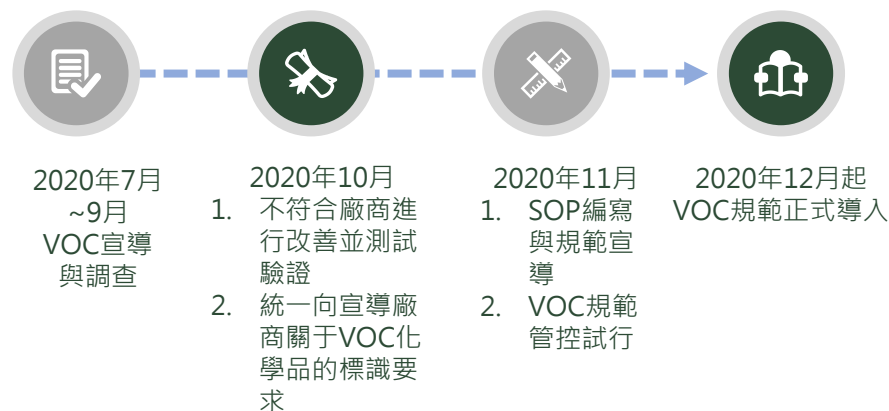 2020年7月
~9月
VOC宣導
與調查
2020年10月
1. 不符合廠商進
行改善並測試
驗證
2. 統一向宣導廠
商關于VOC化
學品的標識要
求
2020年11月
1. SOP編寫
與規範宣
導
2. VOC規範
管控試行
2020年12月起
VOC規範正式導入